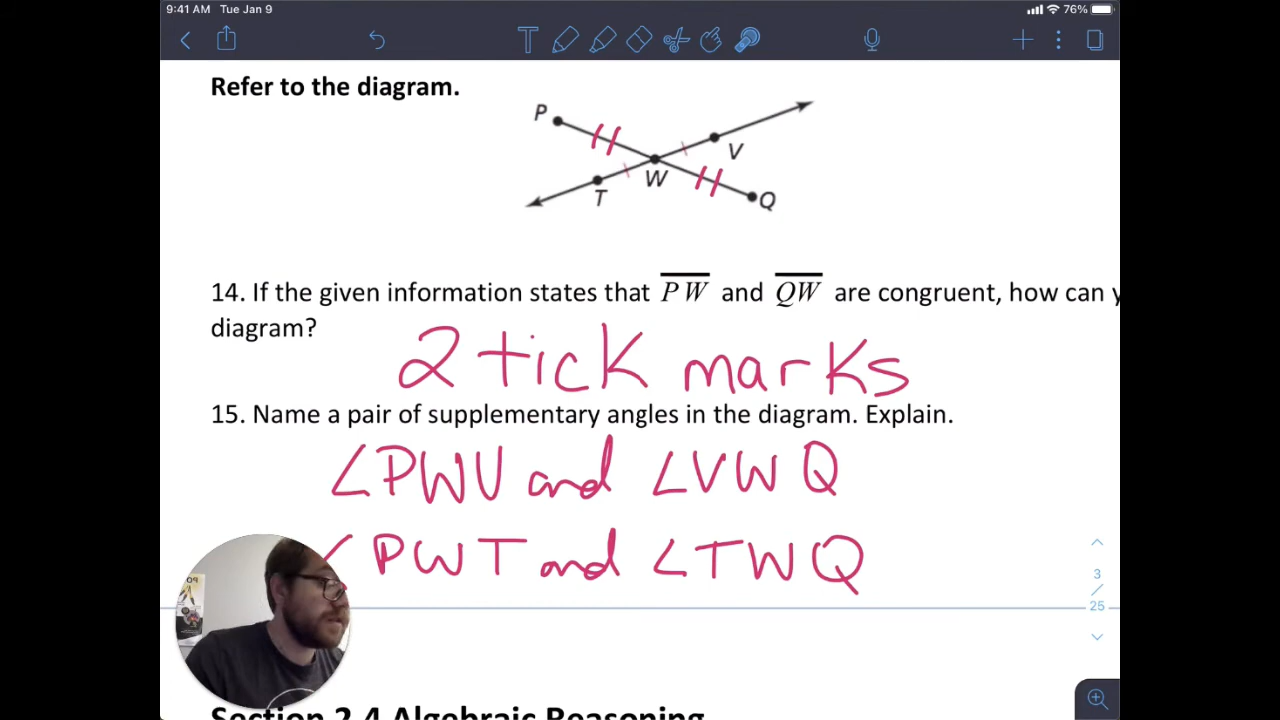 9:41 AM Tue Jan 9
76%
Refer to the diagram.
P
V
W
T
Q
14. If the given information states that PW and QW are congruent, how can
diagram?
2 tick marks
15. Name a pair of supplementary angles in the diagram. Explain.
∠PWV and ∠VWQ
∠PWT and ∠TWQ
3
/
25
Section 2.4 Algebraic Reasoning